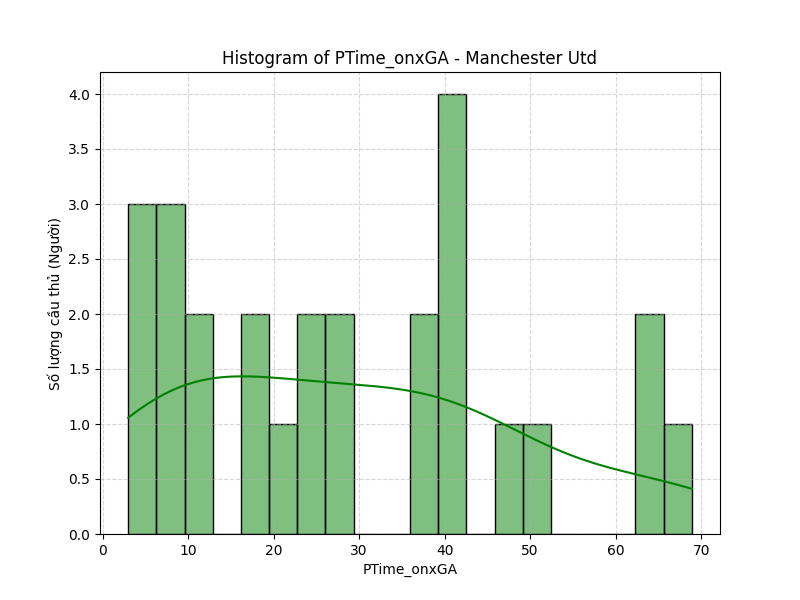 Histogram of PTime_onxGA - Manchester Utd
4.0
3.5
3.0
2.5
2.0
1.5
1.0
0.5
0.0
Số lượng cầu thủ (Người)
0 10 20 30 40 50 60 70
PTime_onxGA